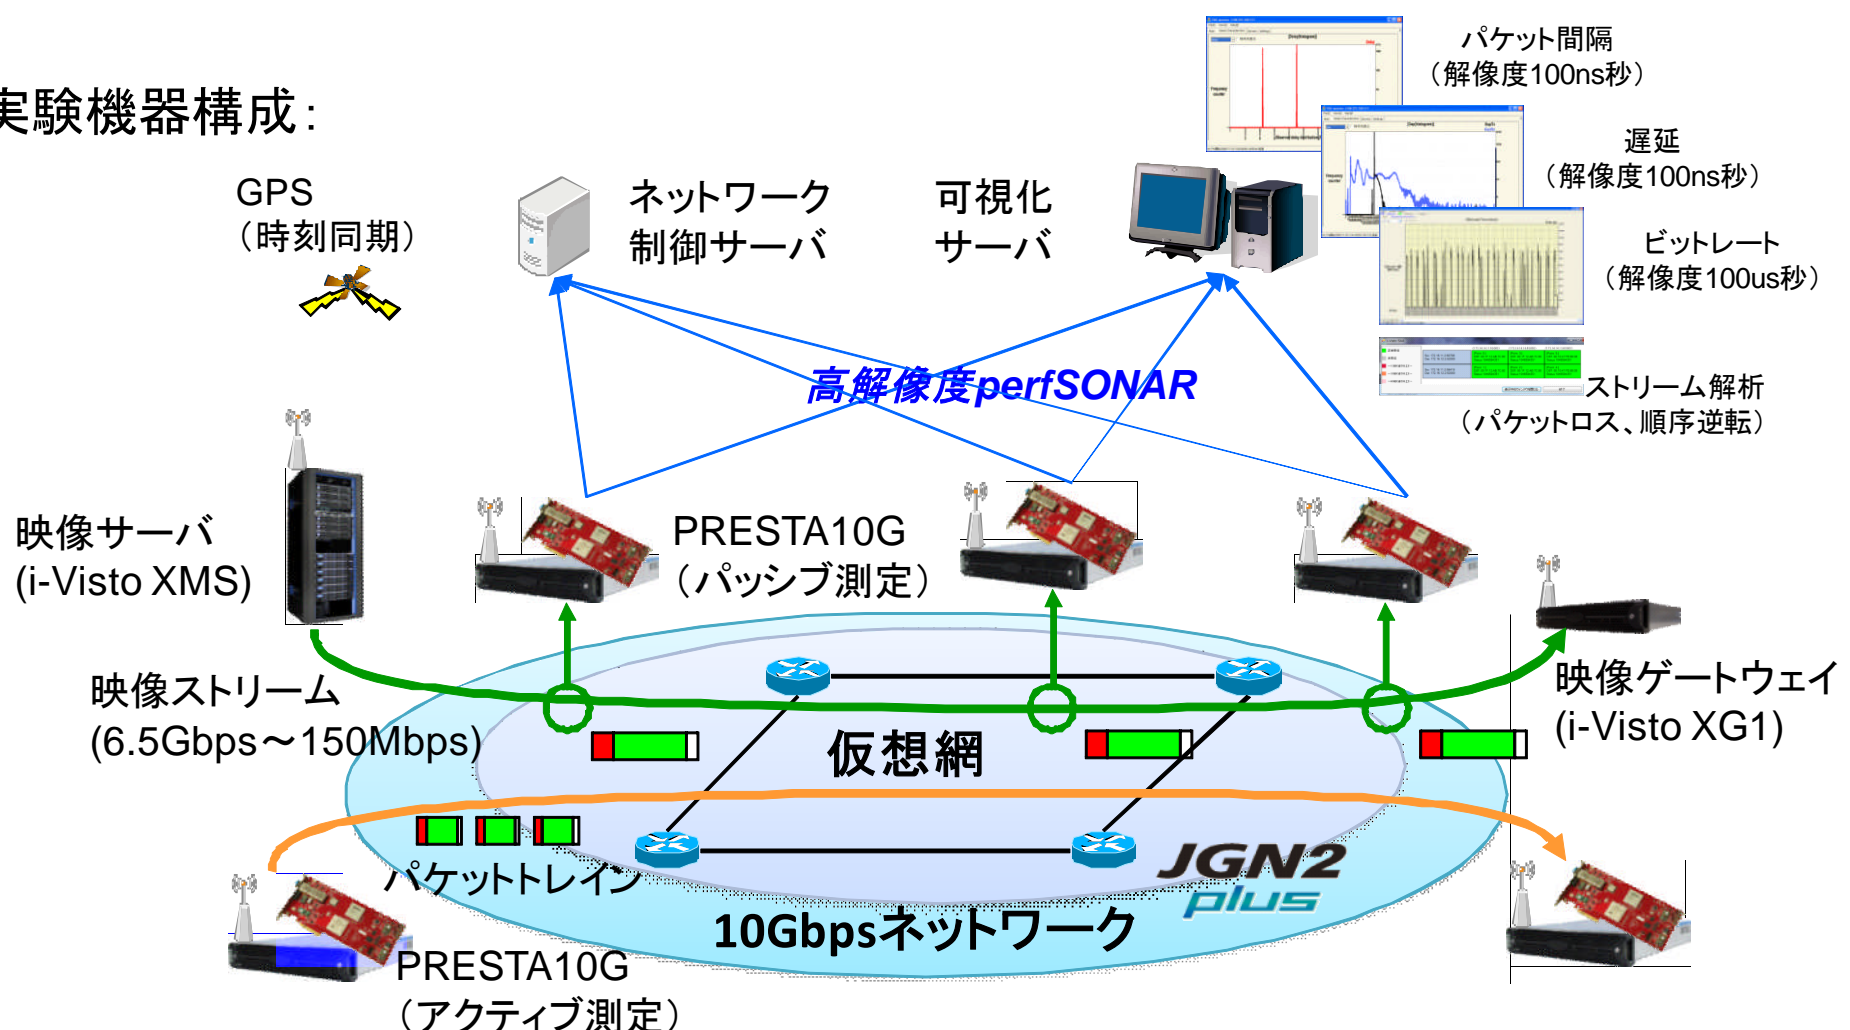 実験機器構成：
パケット間隔
（解像度100ns秒）
遅延
（解像度100ns秒）
ビットレート
（解像度100us秒）
ストリーム解析
（パケットロス、順序逆転）
GPS
（時刻同期）
ネットワーク
制御サーバ
可視化
サーバ
高解像度perfSONAR
映像サーバ
(i-Visto XMS)
PRESTA10G
（パッシブ測定）
映像ストリーム
(6.5Gbps～150Mbps)
映像ゲートウェイ
(i-Visto XG1)
仮想網
パケットトレイン
JGN2
plus
10Gbpsネットワーク
PRESTA10G
（アクティブ測定）